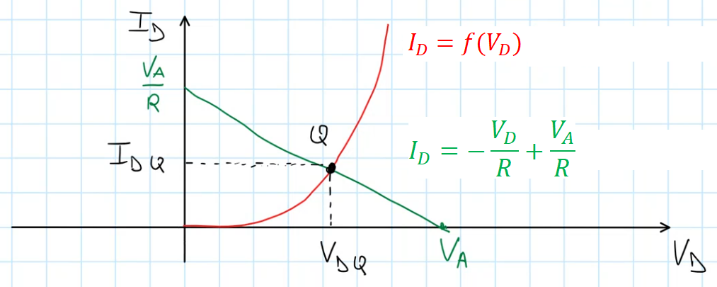 I_D
I_D = f(V_D)
V_A/R
Q
I_DQ
I_D = -V_D/R + V_A/R
V_DQ
V_A
V_D